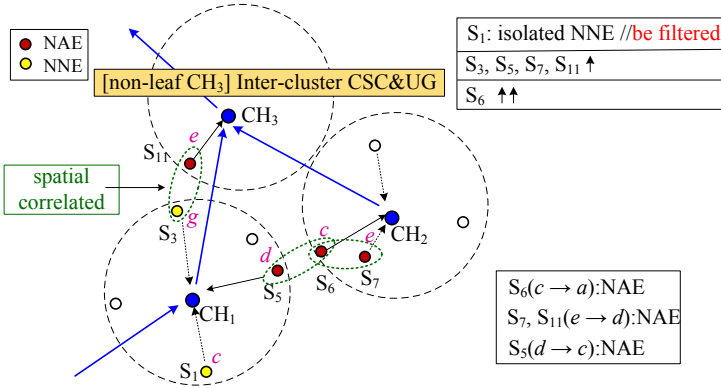 NAE
NNE
[non-leaf CH3] Inter-cluster CSC&UG
S1: isolated NNE //be filtered
S3, S5, S7, S11 ↑
S6 ↑↑
CH3
e
S11
spatial
correlated
g
S3
d
S5
c
S6
e
S7
CH2
CH1
c
S1
S6(c → a):NAE
S7, S11(e → d):NAE
S5(d → c):NAE